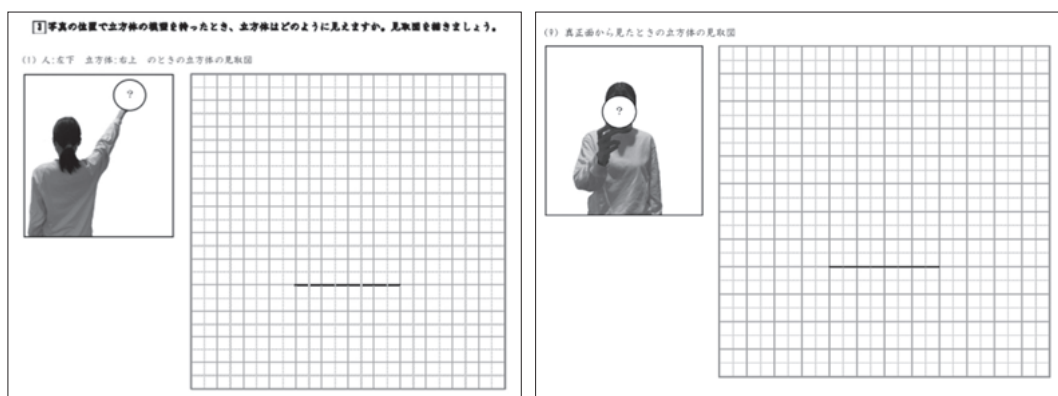 1 写真の位置で立方体の模型を持ったとき、立方体はどのように見えますか。見取図を描きましょう。
(1) 人:左下 立方体:右上 のときの立方体の見取図
?
(9) 真正面から見たときの立方体の見取図
?